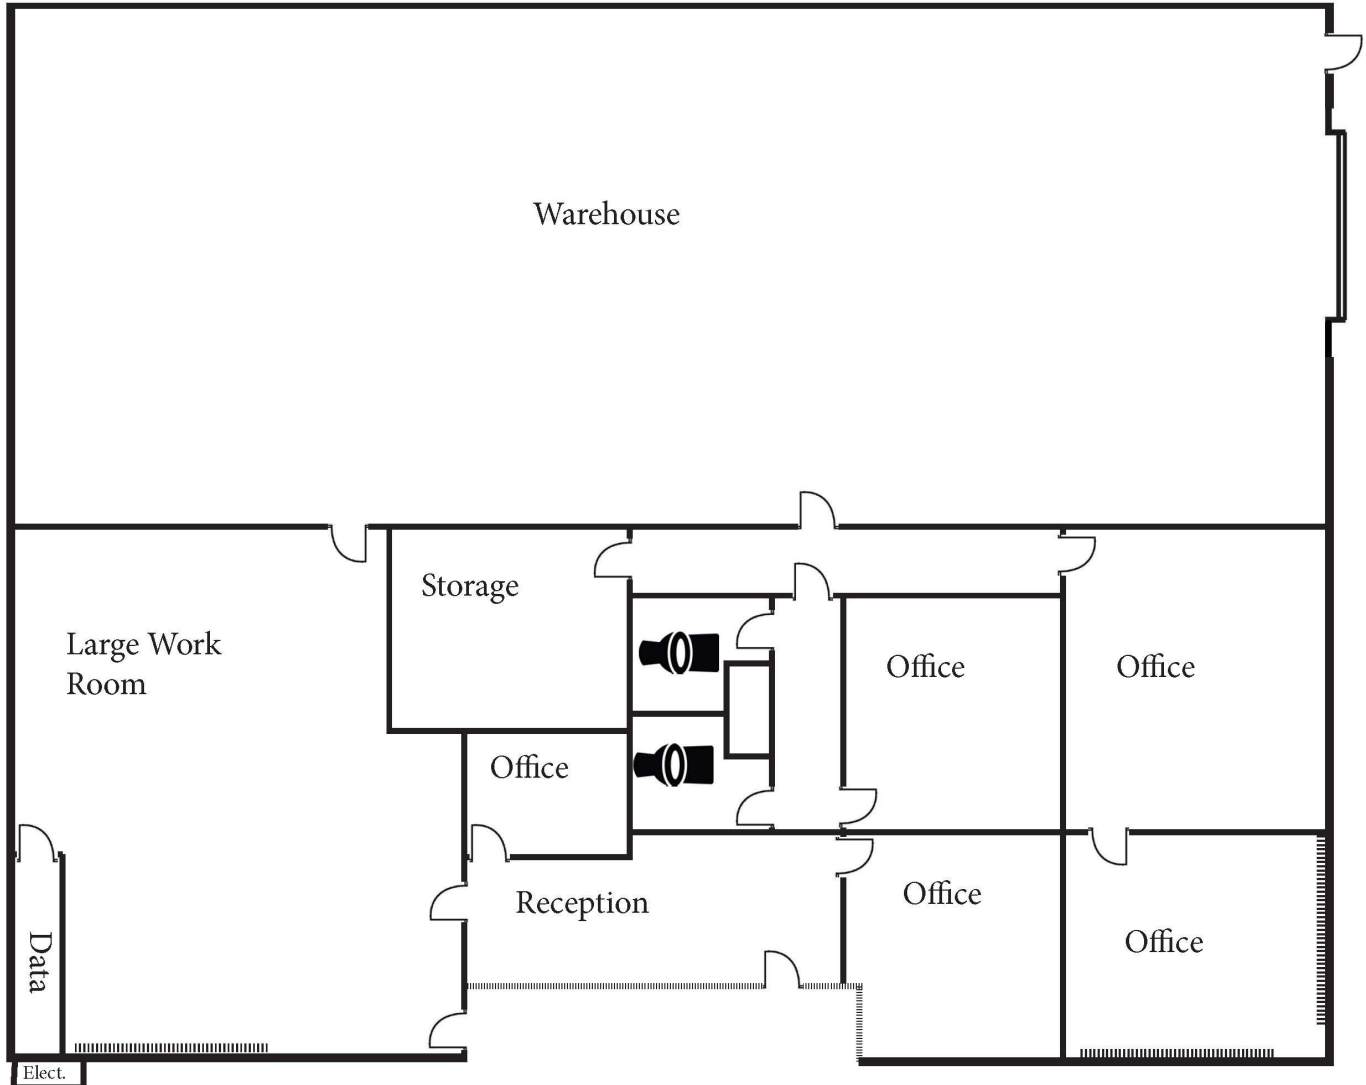 Warehouse
Storage
Large Work
Room
Office
Office
Office
Reception
Office
Office
Data
Elect.